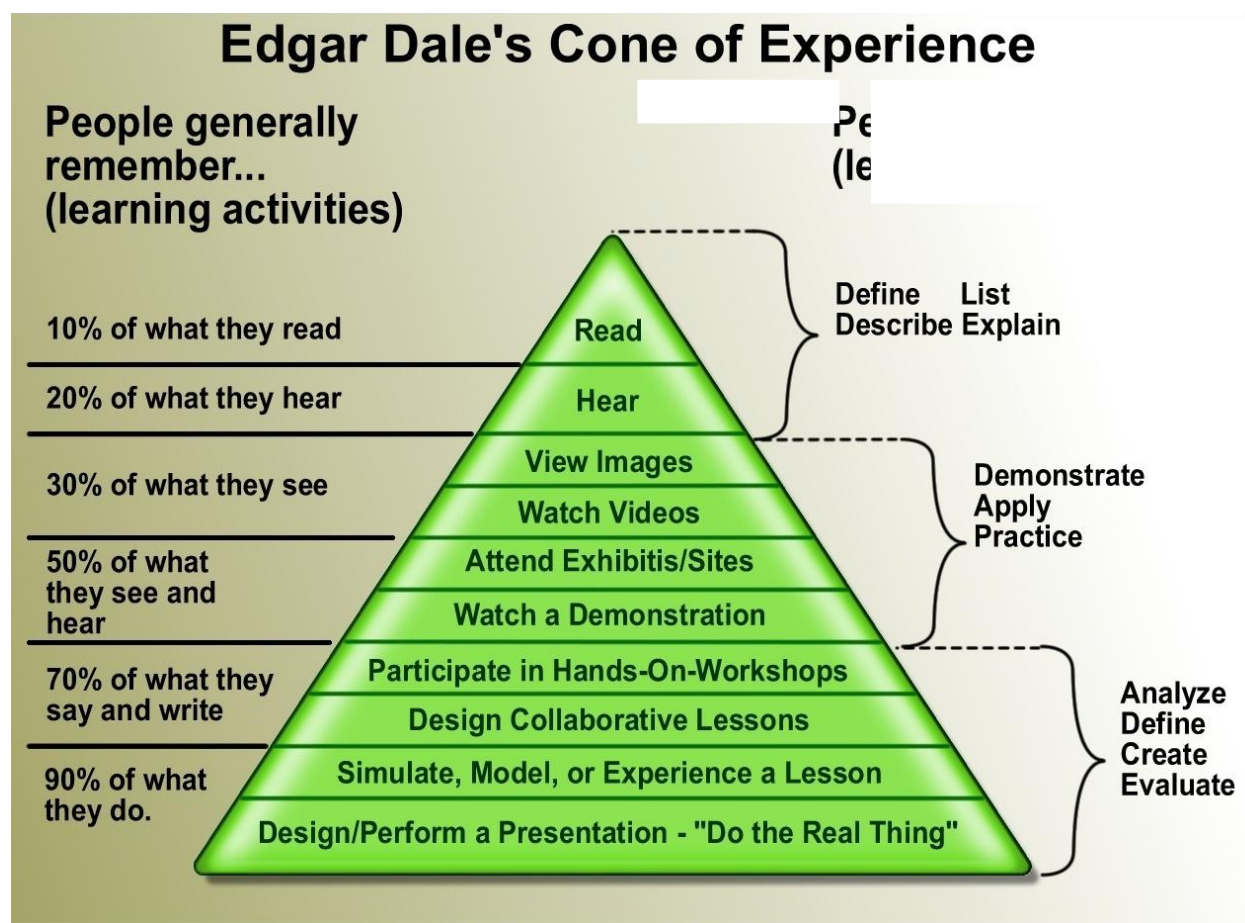 Edgar Dale's Cone of Experience
People generally
remember...
(learning activities)
10% of what they read
20% of what they hear
30% of what they see
50% of what
they see and
hear
70% of what they
say and write
90% of what
they do.
Read
Hear
View Images
Watch Videos
Attend Exhibitis/Sites
Watch a Demonstration
Participate in Hands-On-Workshops
Design Collaborative Lessons
Simulate, Model, or Experience a Lesson
Design/Perform a Presentation - "Do the Real Thing"
Define List
Describe Explain
Demonstrate
Apply
Practice
Analyze
Define
Create
Evaluate